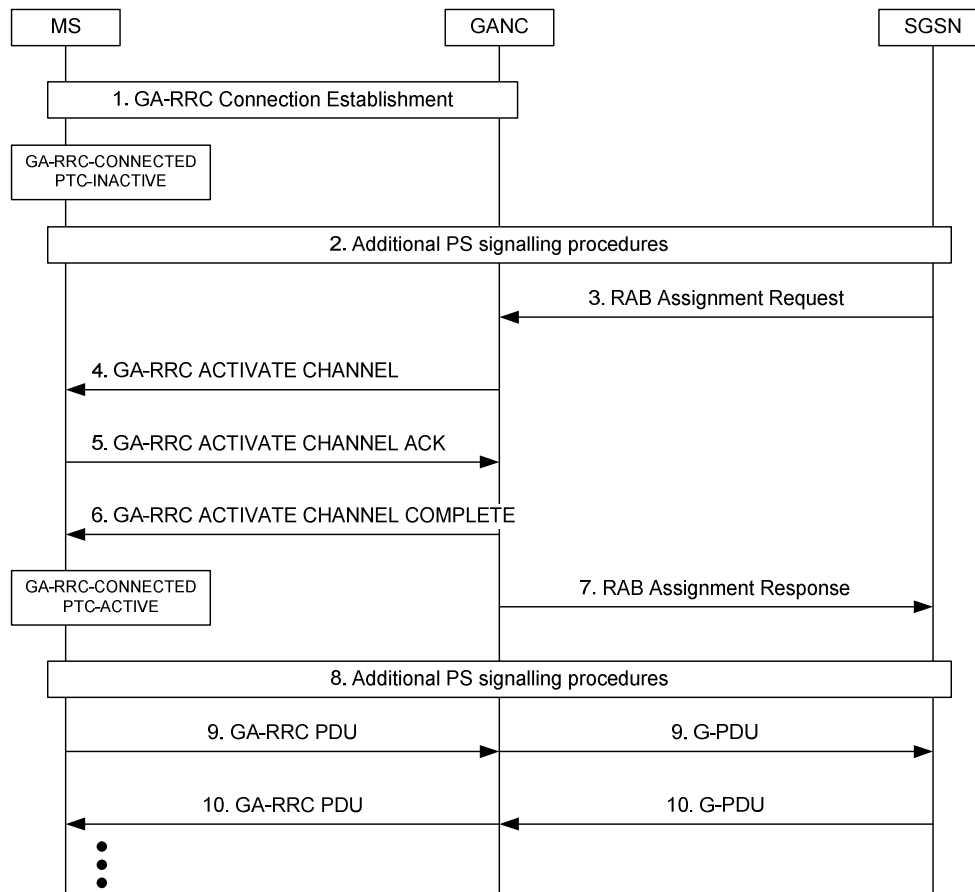 MS
GANC
SGSN
1. GA-RRC Connection Establishment
GA-RRC-CONNECTED
PTC-INACTIVE
2. Additional PS signalling procedures
3. RAB Assignment Request
4. GA-RRC ACTIVATE CHANNEL
5. GA-RRC ACTIVATE CHANNEL ACK
6. GA-RRC ACTIVATE CHANNEL COMPLETE
GA-RRC-CONNECTED
PTC-ACTIVE
7. RAB Assignment Response
8. Additional PS signalling procedures
9. GA-RRC PDU
9. G-PDU
10. GA-RRC PDU
10. G-PDU